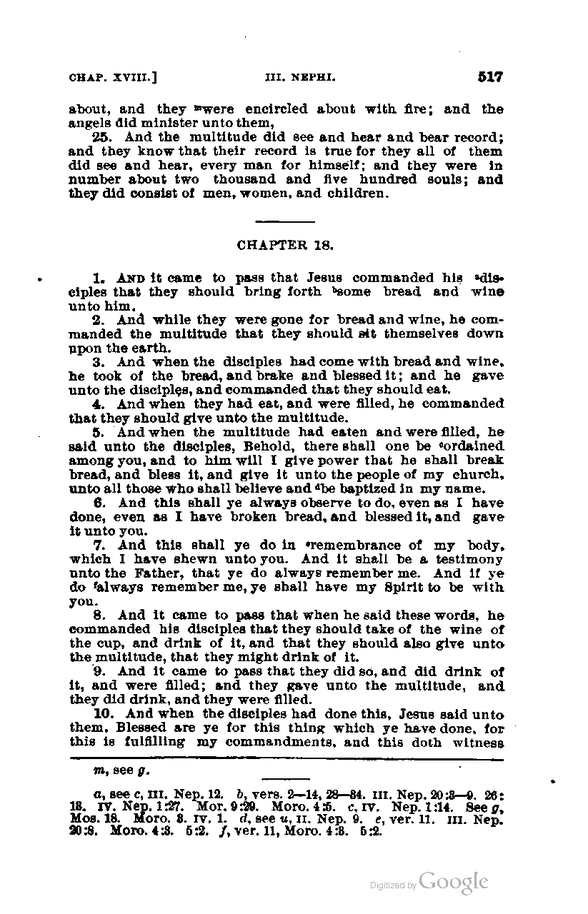 CHAP. XVIII.] III. NEPHI. 517
about, and they ᵐwere encircled about with fire; and the
angels did minister unto them,
25. And the multitude did see and hear and bear record;
and they know that their record is true for they all of them
did see and hear, every man for himself; and they were in
number about two thousand and five hundred souls; and
they did consist of men, women, and children.
CHAPTER 18.
1. AND it came to pass that Jesus commanded his ᵃdis-
ciples that they should bring forth ᵇsome bread and wine
unto him.
2. And while they were gone for bread and wine, he com-
manded the multitude that they should sit themselves down
upon the earth.
3. And when the disciples had come with bread and wine,
he took of the bread, and brake and blessed it; and he gave
unto the disciples, and commanded that they should eat.
4. And when they had eat, and were filled, he commanded
that they should give unto the multitude.
5. And when the multitude had eaten and were filled, he
said unto the disciples, Behold, there shall one be ᶜordained
among you, and to him will I give power that he shall break
bread, and bless it, and give it unto the people of my church,
unto all those who shall believe and ᵈbe baptized in my name.
6. And this shall ye always observe to do, even as I have
done, even as I have broken bread, and blessed it, and gave
it unto you.
7. And this shall ye do in ᵉremembrance of my body,
which I have shewn unto you. And it shall be a testimony
unto the Father, that ye do always remember me. And if ye
do ᶠalways remember me, ye shall have my Spirit to be with
you.
8. And it came to pass that when he said these words, he
commanded his disciples that they should take of the wine of
the cup, and drink of it, and that they should also give unto
the multitude, that they might drink of it.
9. And it came to pass that they did so, and did drink of
it, and were filled; and they gave unto the multitude, and
they did drink, and they were filled.
10. And when the disciples had done this, Jesus said unto
them, Blessed are ye for this thing which ye have done, for
this is fulfilling my commandments, and this doth witness
m, see g.
a, see c, III. Nep. 12. b, vers. 2—14, 28—34. III. Nep. 20:3—9. 26:
13. IV. Nep. 1:27. Mor. 9:29. Moro. 4:5. c, IV. Nep. 1:14. See g,
Mos. 18. Moro. 3. IV. 1. d, see u, II. Nep. 9. e, ver. 11. III. Nep.
20:8. Moro. 4:3. 5:2. f, ver. 11, Moro. 4:3. 5:2.
Digitized by Google